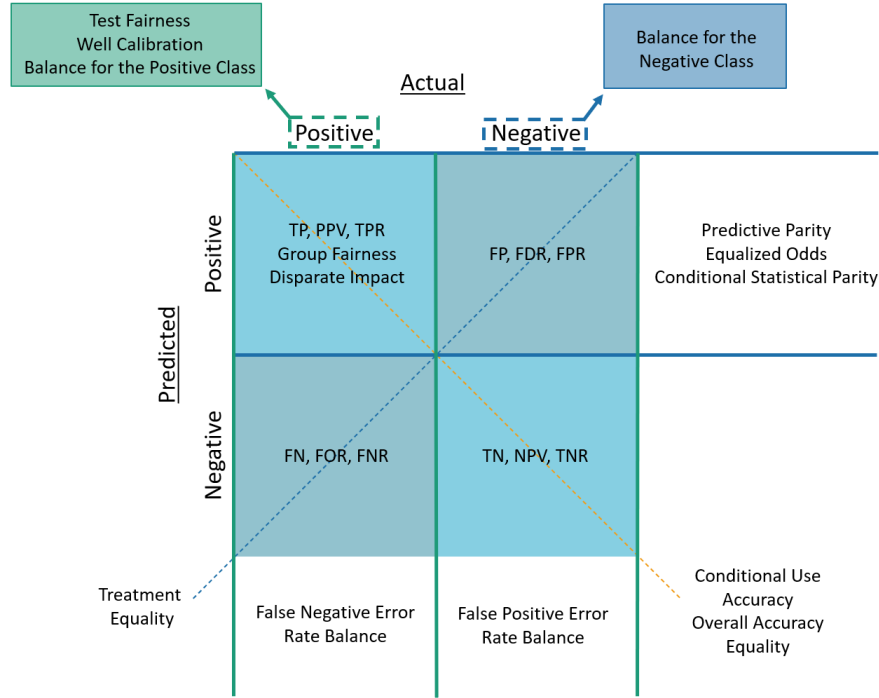 Test Fairness
Well Calibration
Balance for the Positive Class
Balance for the
Negative Class
Actual
Positive
Negative
Predicted
Positive
TP, PPV, TPR
Group Fairness
Disparate Impact
FP, FDR, FPR
Predictive Parity
Equalized Odds
Conditional Statistical Parity
Negative
FN, FOR, FNR
TN, NPV, TNR
Treatment
Equality
False Negative Error
Rate Balance
False Positive Error
Rate Balance
Conditional Use
Accuracy
Overall Accuracy
Equality